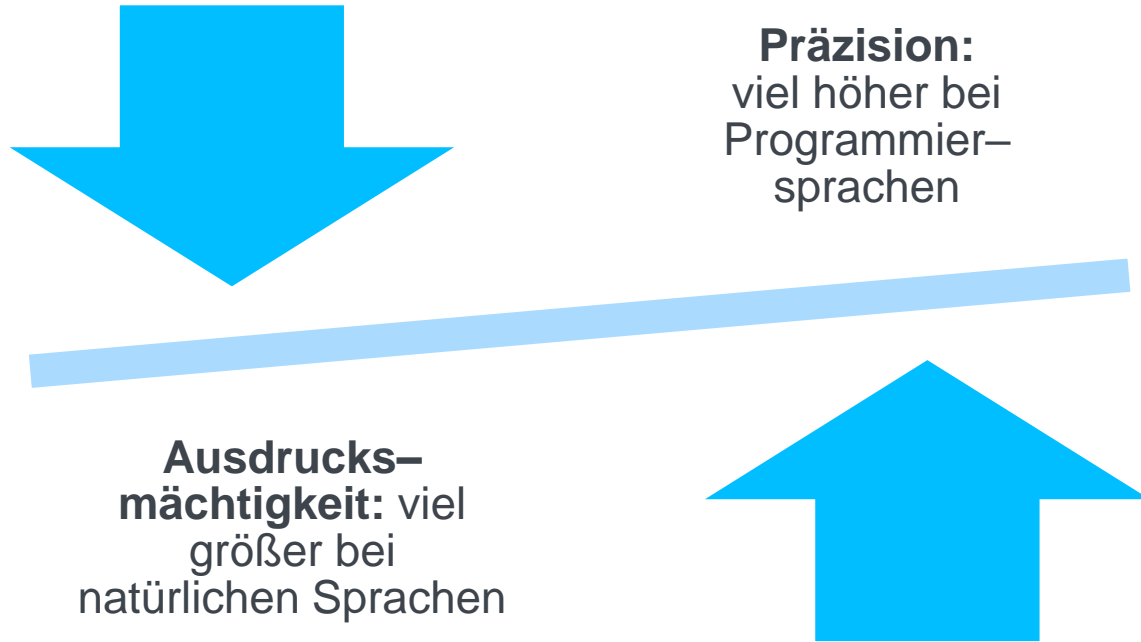 Präzision:
viel höher bei
Programmier–
sprachen
Ausdrucks–
mächtigkeit: viel
größer bei
natürlichen Sprachen